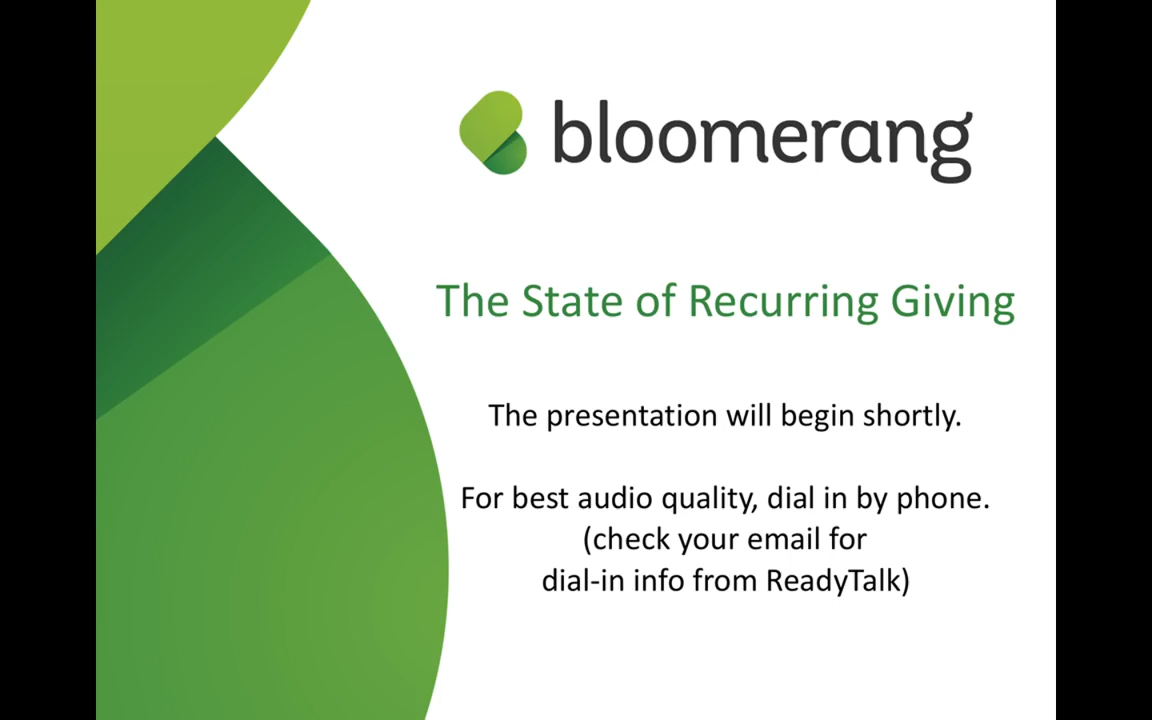 bloomerang
The State of Recurring Giving
The presentation will begin shortly.
For best audio quality, dial in by phone.
(check your email for
dial-in info from ReadyTalk)